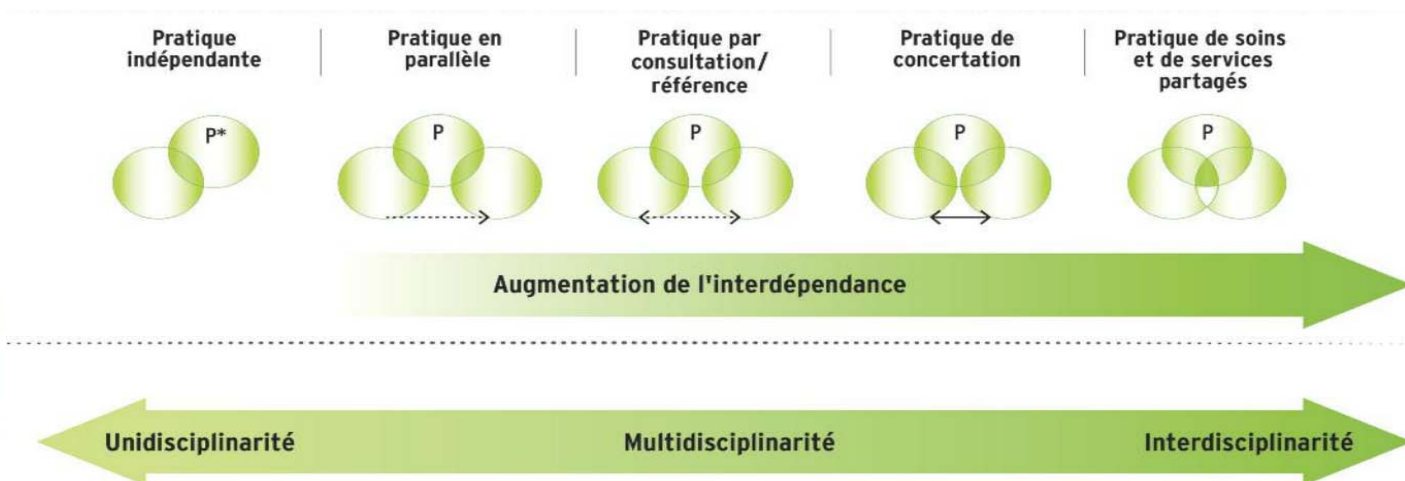 Pratique
indépendante
Pratique en
parallèle
Pratique par
consultation/
référence
Pratique de
concertation
Pratique de soins
et de services
partagés
P*
P
P
P
P
Augmentation de l'interdépendance
Unidisciplinarité
Multidisciplinarité
Interdisciplinarité